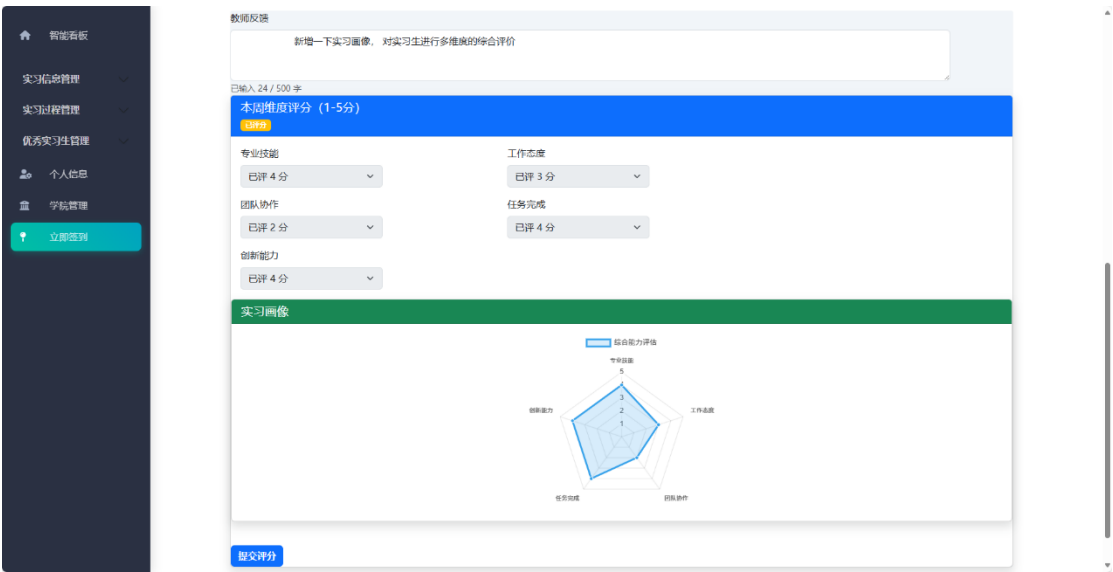 智能看板
实习信息管理
实习过程管理
优秀实习生管理
个人信息
学院管理
立即签到
教师反馈
新增一下实习画像, 对实习生进行多维度的综合评价
已输入 24 / 500 字
本周维度评分（1-5分）
已评分
专业技能
工作态度
已评 4 分
已评 3 分
团队协作
任务完成
已评 2 分
已评 4 分
创新能力
已评 4 分
实习画像
综合能力评估
专业技能
5
4
3
创新能力
2
工作态度
1
任务完成
团队协作
提交评分